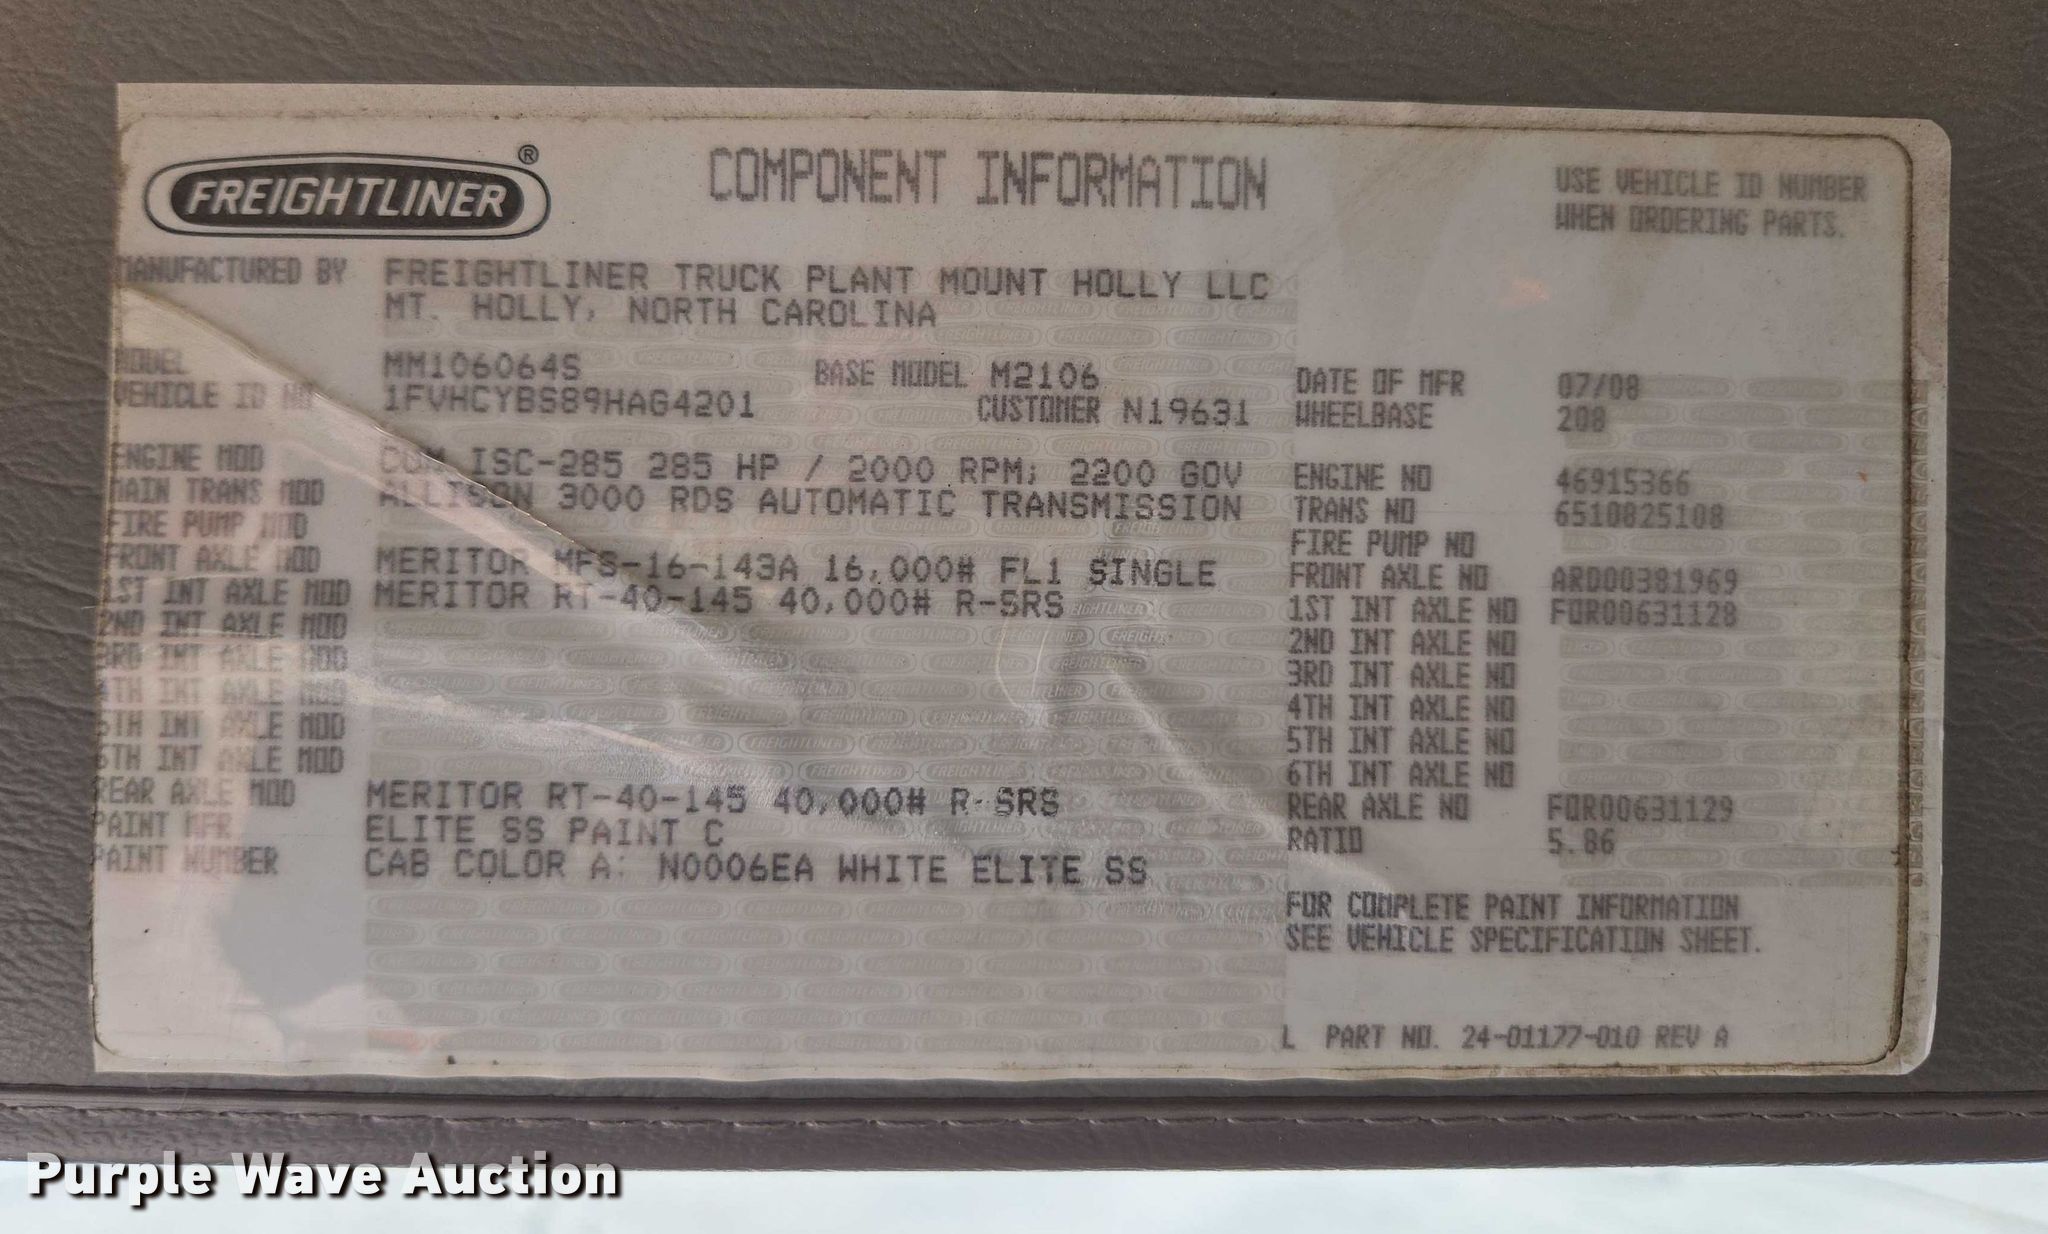 FREIGHTLINER®
COMPONENT INFORMATION
USE VEHICLE ID NUMBER
WHEN ORDERING PARTS.
MANUFACTURED BY FREIGHTLINER TRUCK PLANT MOUNT HOLLY LLC
MT. HOLLY, NORTH CAROLINA
MODEL MM106064S BASE MODEL M2106 DATE OF MFR 07/08
VEHICLE ID NO 1FVHCYBS89HAG4201 CUSTOMER N19631 WHEELBASE 208
ENGINE MOD CUM ISC-285 285 HP / 2000 RPM; 2200 GOV ENGINE NO 46915366
MAIN TRANS MOD ALLISON 3000 RDS AUTOMATIC TRANSMISSION TRANS NO 6510825108
FIRE PUMP MOD FIRE PUMP NO
FRONT AXLE MOD MERITOR MFS-16-143A 16,000# FL1 SINGLE FRONT AXLE NO ARD00381969
1ST INT AXLE MOD MERITOR RT-40-145 40,000# R-SRS 1ST INT AXLE NO FQR00631128
2ND INT AXLE MOD 2ND INT AXLE NO
3RD INT AXLE MOD 3RD INT AXLE NO
4TH INT AXLE MOD 4TH INT AXLE NO
5TH INT AXLE MOD 5TH INT AXLE NO
6TH INT AXLE MOD 6TH INT AXLE NO
REAR AXLE MOD MERITOR RT-40-145 40,000# R-SRS REAR AXLE NO FQR00631129
PAINT MFR ELITE SS PAINT C RATIO 5.86
PAINT NUMBER CAB COLOR A: N0006EA WHITE ELITE SS
FOR COMPLETE PAINT INFORMATION
SEE VEHICLE SPECIFICATION SHEET.
L PART NO. 24-01177-010 REV A
Purple Wave Auction